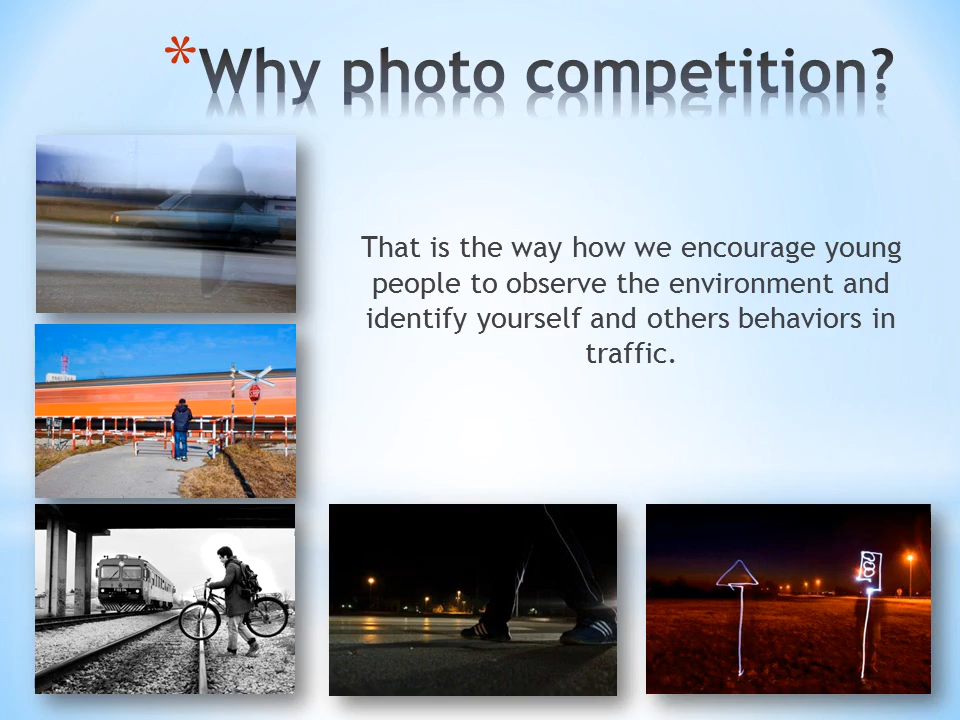 *Why photo competition?
That is the way how we encourage young
people to observe the environment and
identify yourself and others behaviors in
traffic.